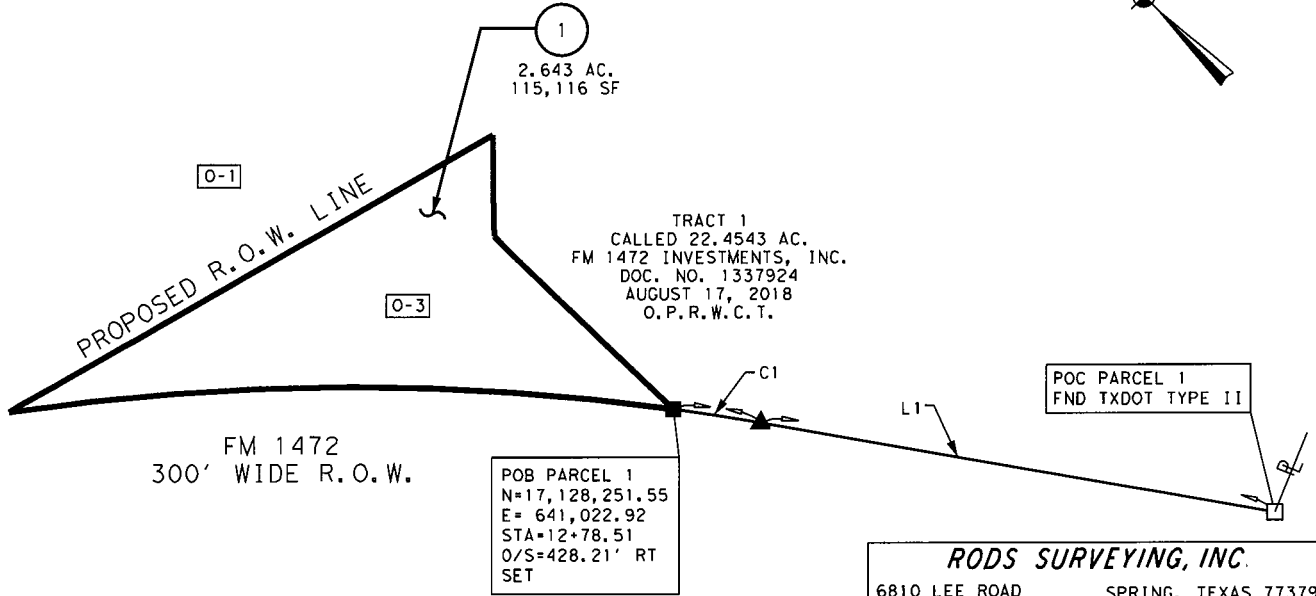 1
2.643 AC.
115,116 SF
O-1
PROPOSED R.O.W. LINE
TRACT 1
CALLED 22.4543 AC.
FM 1472 INVESTMENTS, INC.
DOC. NO. 1337924
AUGUST 17, 2018
O.P.R.W.C.T.
O-3
C1
L1
POC PARCEL 1
FND TXDOT TYPE II
PL
FM 1472
300' WIDE R.O.W.
POB PARCEL 1
N=17,128,251.55
E= 641,022.92
STA=12+78.51
O/S=428.21' RT
SET
RODS SURVEYING, INC.
6810 LEE ROAD SPRING, TEXAS 77379